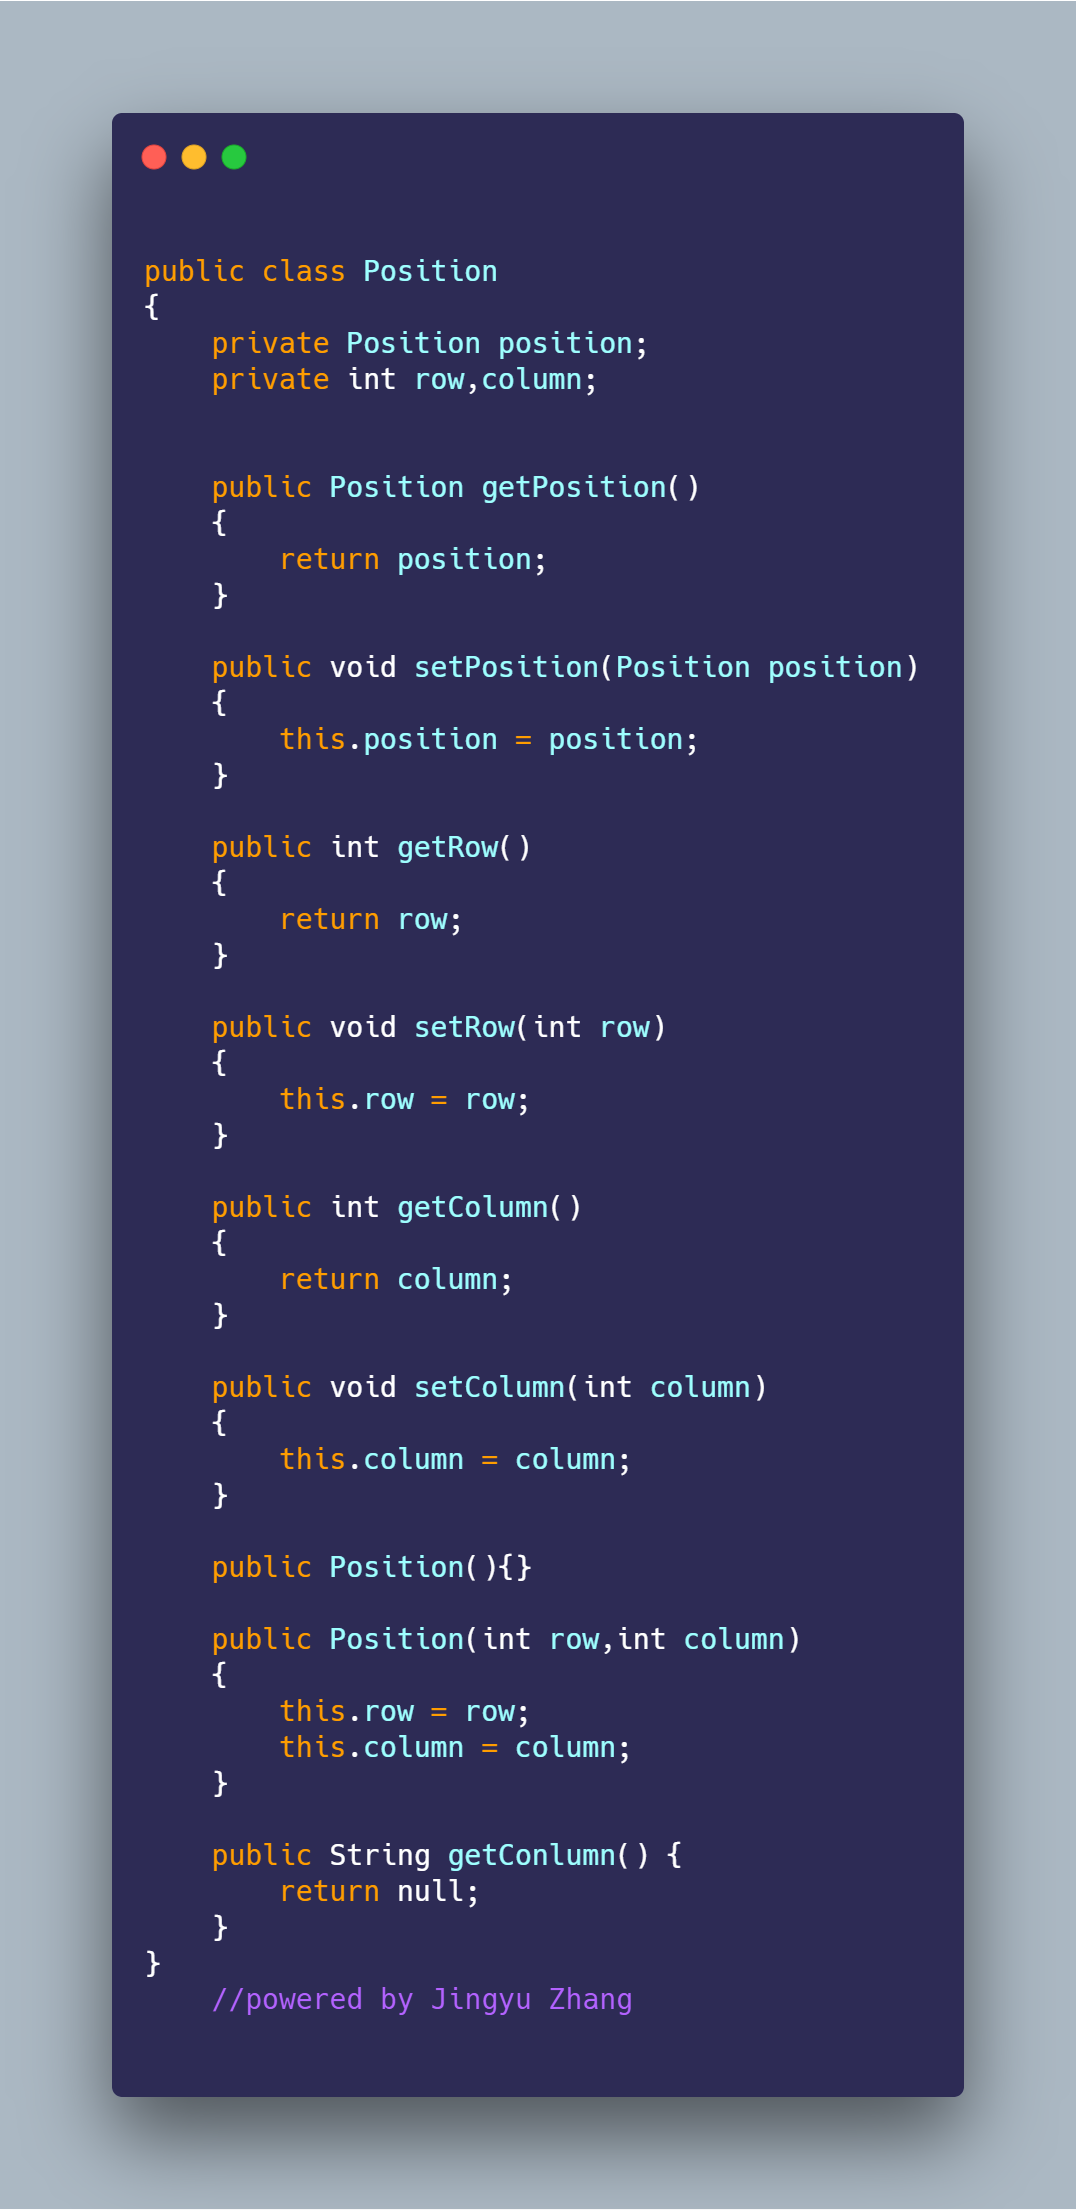 public class Position
{
    private Position position;
    private int row,column;


    public Position getPosition()
    {
        return position;
    }

    public void setPosition(Position position)
    {
        this.position = position;
    }

    public int getRow()
    {
        return row;
    }

    public void setRow(int row)
    {
        this.row = row;
    }

    public int getColumn()
    {
        return column;
    }

    public void setColumn(int column)
    {
        this.column = column;
    }

    public Position(){}

    public Position(int row,int column)
    {
        this.row = row;
        this.column = column;
    }

    public String getConlumn() {
        return null;
    }
}
    //powered by Jingyu Zhang